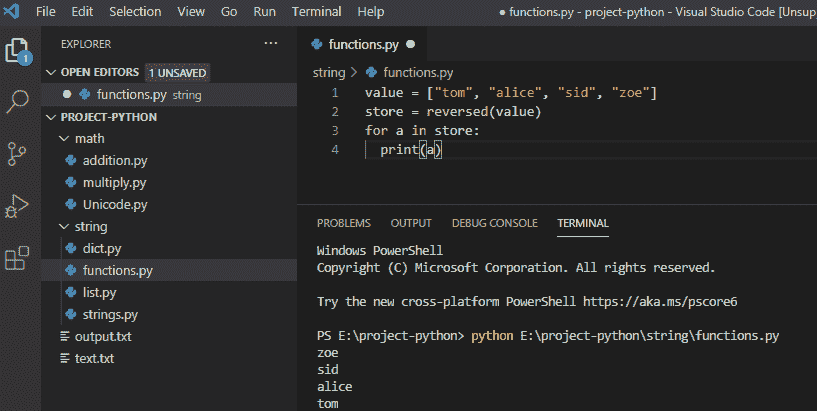 File Edit Selection View Go Run Terminal Help
● functions.py - project-python - Visual Studio Code [Unsup
EXPLORER ···
OPEN EDITORS 1 UNSAVED
● functions.py string
PROJECT-PYTHON
math
addition.py
multiply.py
Unicode.py
string
dict.py
functions.py
list.py
strings.py
output.txt
text.txt
1
functions.py ●
string > functions.py
1 value = ["tom", "alice", "sid", "zoe"]
2 store = reversed(value)
3 for a in store:
4 print(a)
PROBLEMS OUTPUT DEBUG CONSOLE TERMINAL
Windows PowerShell
Copyright (C) Microsoft Corporation. All rights reserved.
Try the new cross-platform PowerShell https://aka.ms/pscore6
PS E:\project-python> python E:\project-python\string\functions.py
zoe
sid
alice
tom